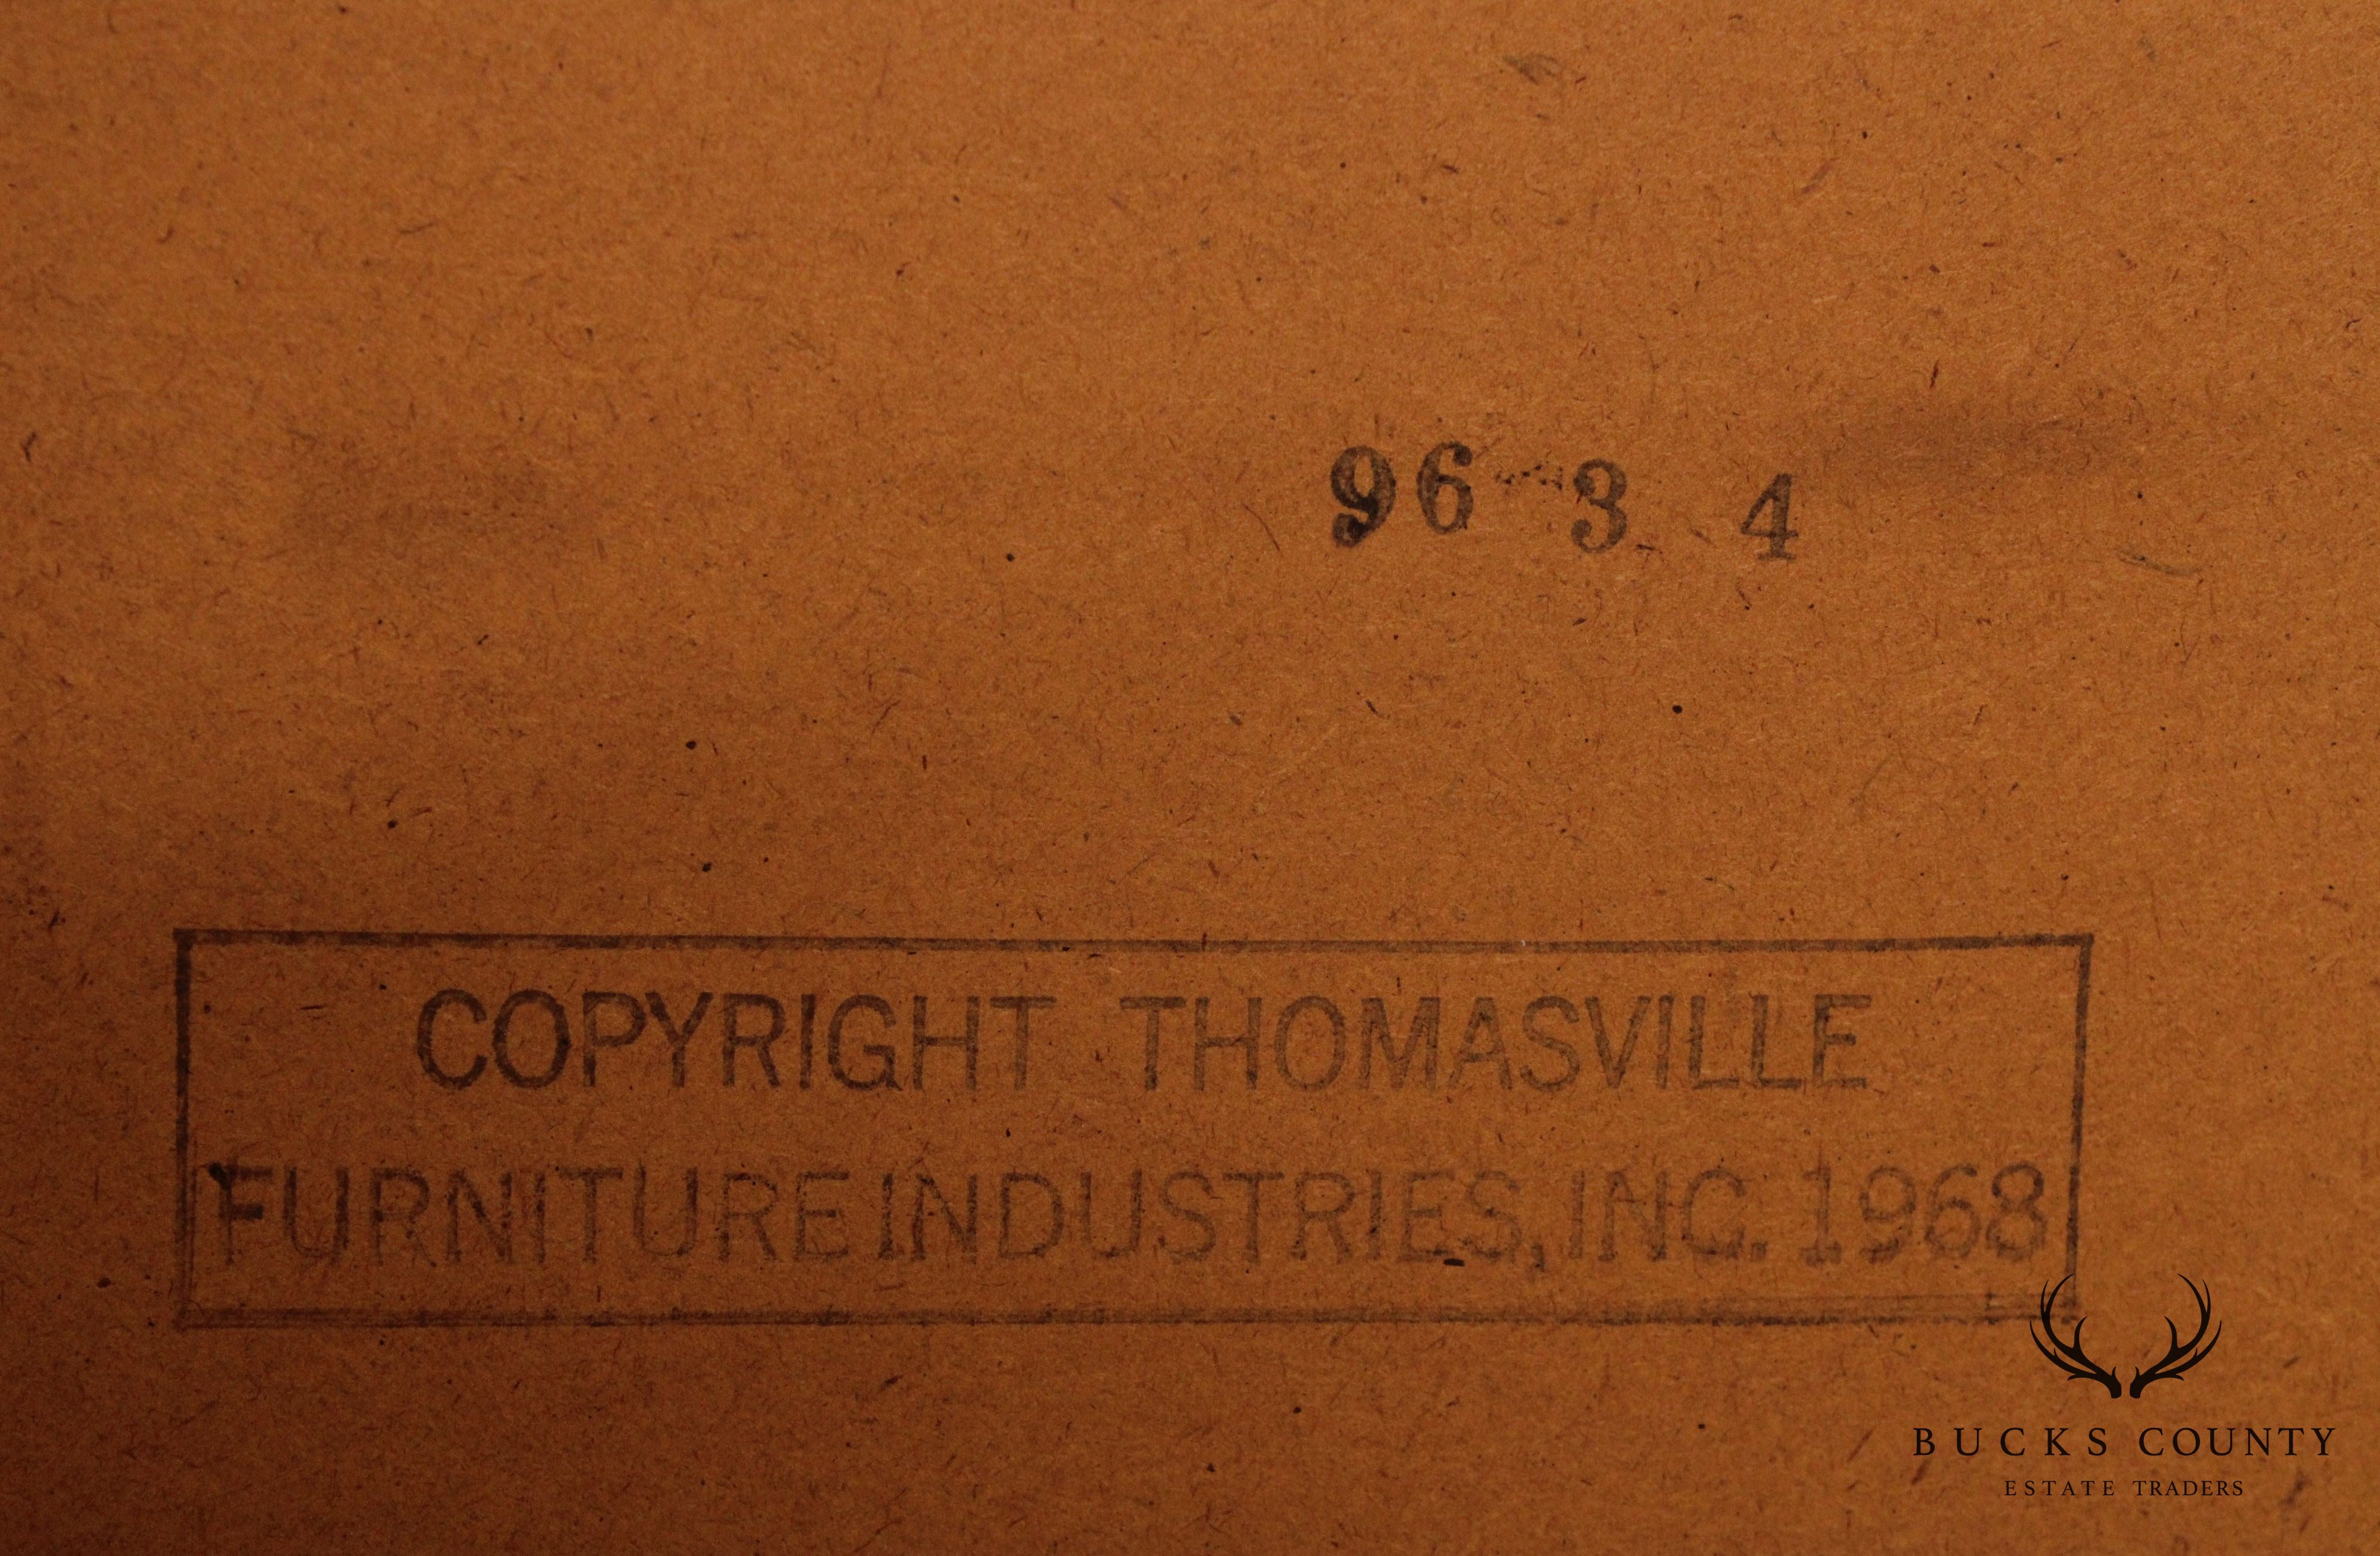 96 3 4
COPYRIGHT THOMASVILLE
FURNITURE INDUSTRIES, INC. 1968
BUCKS COUNTY
ESTATE TRADERS